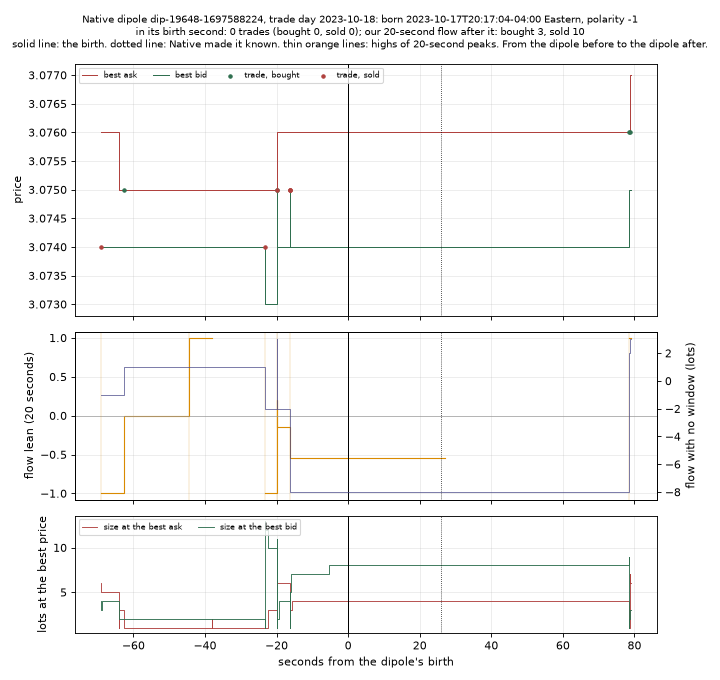 Native dipole dip-19648-1697588224, trade day 2023-10-18: born 2023-10-17T20:17:04-04:00 Eastern, polarity -1
in its birth second: 0 trades (bought 0, sold 0); our 20-second flow after it: bought 3, sold 10
solid line: the birth. dotted line: Native made it known. thin orange lines: highs of 20-second peaks. From the dipole before to the dipole after.
best ask best bid trade, bought trade, sold
3.0770
3.0765
3.0760
3.0755
3.0750
3.0745
3.0740
3.0735
3.0730
price
1.0
0.5
0.0
−0.5
−1.0
flow lean (20 seconds)
2
0
−2
−4
−6
−8
flow with no window (lots)
size at the best ask size at the best bid
10
5
lots at the best price
−60 −40 −20 0 20 40 60 80
seconds from the dipole's birth